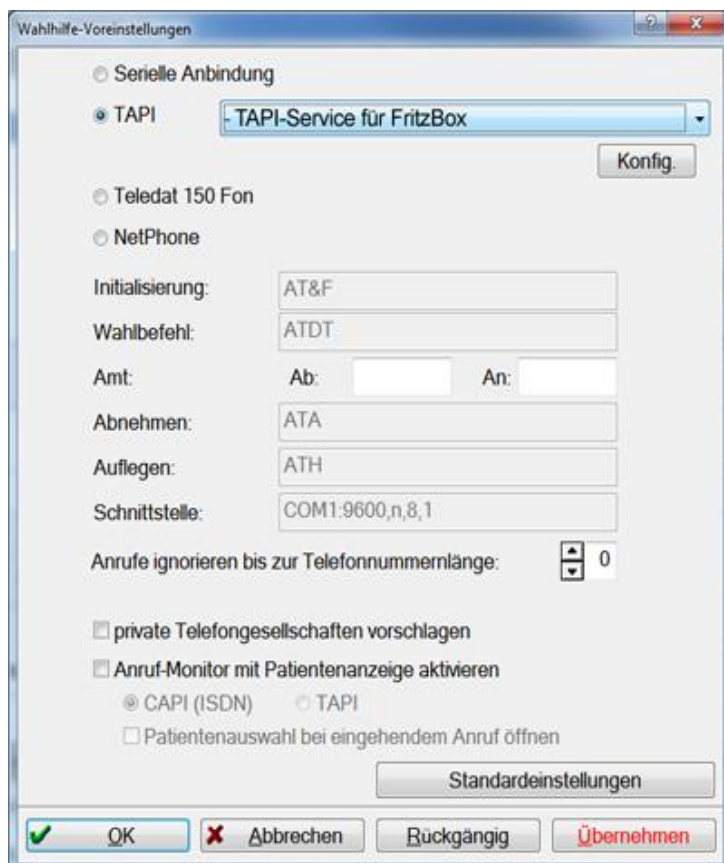 Wahlhilfe-Voreinstellungen
Serielle Anbindung
TAPI - TAPI-Service für FritzBox
Konfig.
Teledat 150 Fon
NetPhone
Initialisierung: AT&F
Wahlbefehl: ATDT
Amt: Ab: An:
Abnehmen: ATA
Auflegen: ATH
Schnittstelle: COM1:9600,n,8,1
Anrufe ignorieren bis zur Telefonnummernlänge: 0
private Telefongesellschaften vorschlagen
Anruf-Monitor mit Patientenanzeige aktivieren
CAPI (ISDN) TAPI
Patientenauswahl bei eingehendem Anruf öffnen
Standardeinstellungen
OK Abbrechen Rückgängig Übernehmen